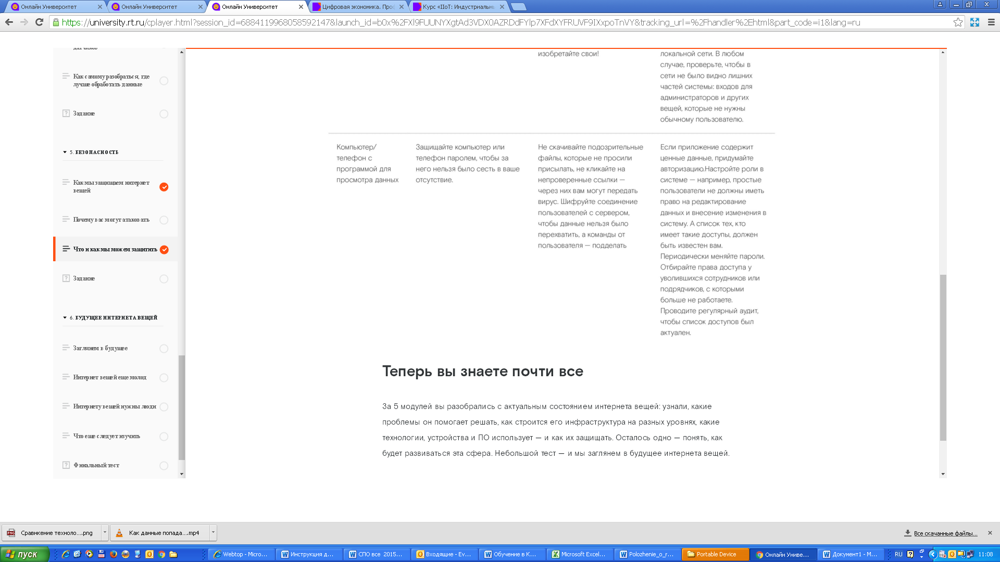 Онлайн Университет
Онлайн Университет
Онлайн Университет
Цифровая экономика. Про
Курс «IIoT: Индустриальн
https://university.rt.ru/cplayer.html?session_id=6884119968058592147&launch_id=b0x%2FXl9FUUNYXgtAd3VDX0AZRDdFYlp7XFdXYFRUVF9IXxpoTnVY&tracking_url=%2Fhandler%2Ehtml&part_code=i1&lang=ru
датчиков
Как самому разобраться, где
лучше обработать данные
Задание
5. БЕЗОПАСНОСТЬ
Как мы защищаем интернет
вещей
Почему вас могут атаковать
Что и как мы можем защитить
Задание
6. БУДУЩЕЕ ИНТЕРНЕТА ВЕЩЕЙ
Заглянем в будущее
Интернет вещей еще молод
Интернету вещей нужны люди
Что еще следует изучить
Финальный тест
изобретайте свои!
локальной сети. В любом
случае, проверьте, чтобы в
сети не было видно лишних
частей системы: входов для
администраторов и других
вещей, которые не нужны
обычному пользователю.
Компьютер/
телефон с
программой для
просмотра данных
Защищайте компьютер или
телефон паролем, чтобы за
него нельзя было сесть в ваше
отсутствие.
Не скачивайте подозрительные
файлы, которые не просили
присылать, не кликайте на
непроверенные ссылки —
через них вам могут передать
вирус. Шифруйте соединение
пользователей с сервером,
чтобы данные нельзя было
перехватить, а команды от
пользователя — подделать
Если приложение содержит
ценные данные, придумайте
авторизацию.Настройте роли в
системе — например, простые
пользователи не должны иметь
право на редактирование
данных и внесение изменения в
систему. А список тех, кто
имеет такие доступы, должен
быть известен вам.
Периодически меняйте пароли.
Отбирайте права доступа у
уволившихся сотрудников или
подрядчиков, с которыми
больше не работаете.
Проводите регулярный аудит,
чтобы список доступов был
актуален.
Теперь вы знаете почти все
За 5 модулей вы разобрались с актуальным состоянием интернета вещей: узнали, какие
проблемы он помогает решать, как строится его инфраструктура на разных уровнях, какие
технологии, устройства и ПО использует — и как их защищать. Осталось одно — понять, как
будет развиваться эта сфера. Небольшой тест — и мы заглянем в будущее интернета вещей.
Сравнкение техноло....png
Как данные попада....mp4
Все скачанные файлы...
пуск
Webtop - Micro...
Инструкция д...
СПО все 2015...
Входящие - Ev...
Обучение в К...
Microsoft Excel...
Polozhenie_o_r...
Portable Device
Онлайн Униве...
Документ1 - M...
RU
11:08